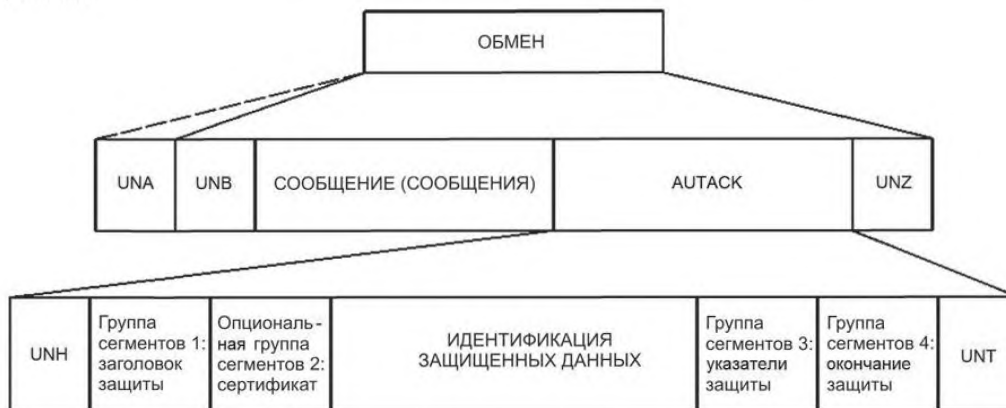 ОБМЕН
UNA
UNB
СООБЩЕНИЕ (СООБЩЕНИЯ)
AUTACK
UNZ
UNH
Группа
сегментов 1:
заголовок
защиты
Опциональ-
ная группа
сегментов 2:
сертификат
ИДЕНТИФИКАЦИЯ
ЗАЩИЩЕННЫХ ДАННЫХ
Группа
сегментов 3:
указатели
защиты
Группа
сегментов 4:
окончание
защиты
UNT